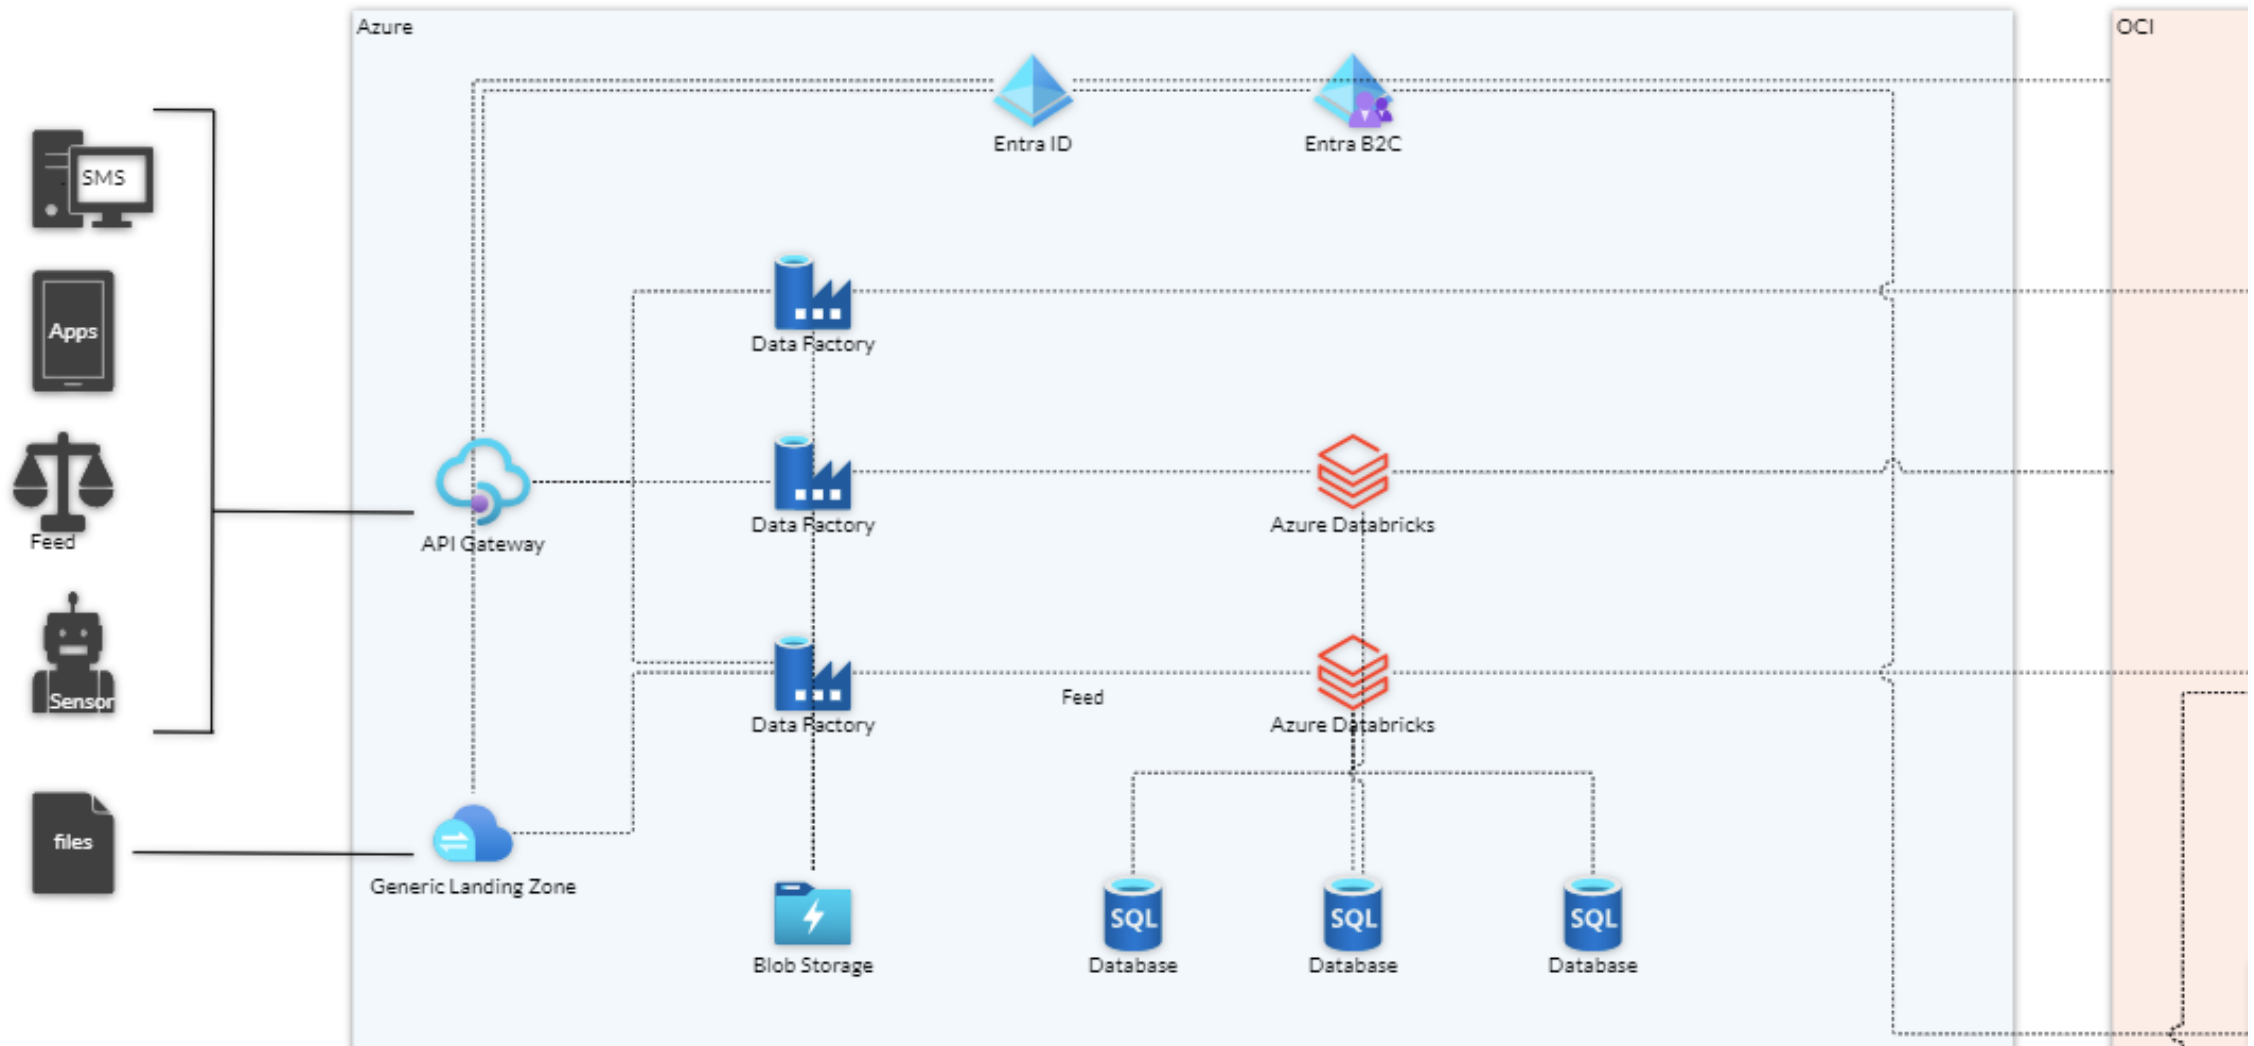 Azure
OCI
Entra ID
Entra B2C
SMS
Apps
Data Factory
Feed
API Gateway
Data Factory
Azure Databricks
Sensor
Data Factory
Feed
Azure Databricks
files
Generic Landing Zone
SQL
SQL
SQL
Blob Storage
Database
Database
Database